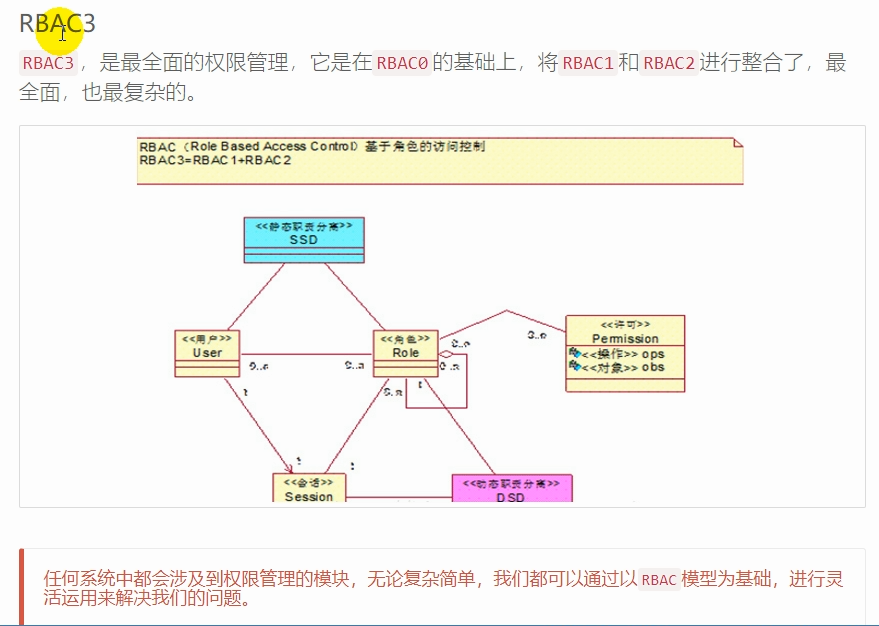 RBAC3
RBAC3，是最全面的权限管理，它是在RBAC0的基础上，将RBAC1和RBAC2进行整合了，最
全面，也最复杂的。
RBAC（Role Based Access Control）基于角色的访问控制
RBAC3=RBAC1+RBAC2
<<静态职责分离>>
SSD
<<用户>>
User
<<角色>>
Role
<<许可>>
Permission
<<操作>> ops
<<对象>> obs
0..n
0..n
0..n
0..n
0..n
0..n
1
1
1
1
<<会话>>
Session
<<动态职责分离>>
DSD
任何系统中都会涉及到权限管理的模块，无论复杂简单，我们都可以通过以RBAC模型为基础，进行灵
活运用来解决我们的问题。